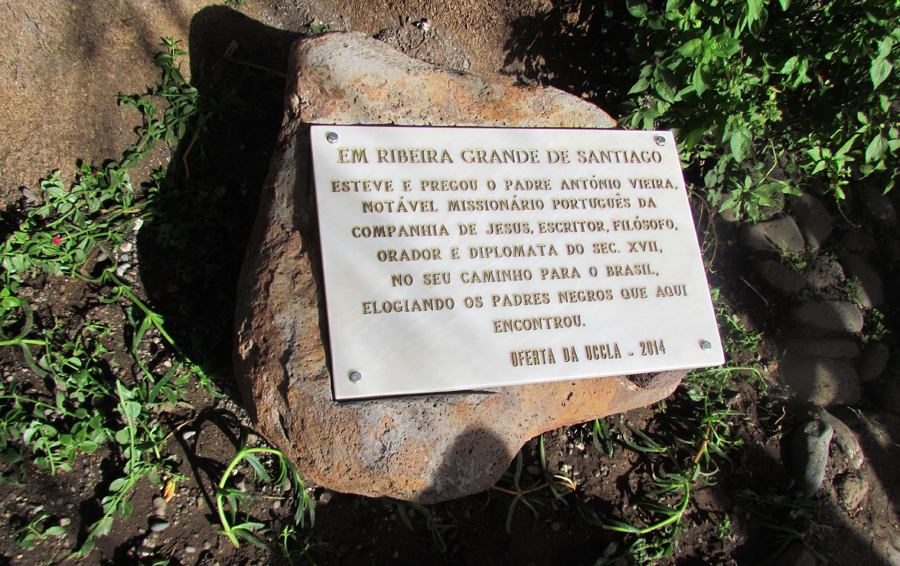 EM RIBEIRA GRANDE DE SANTIAGO
ESTEVE E PREGOU O PADRE ANTÓNIO VIEIRA,
NOTÁVEL MISSIONÁRIO PORTUGUÊS DA
COMPANHIA DE JESUS, ESCRITOR, FILÓSOFO,
ORADOR E DIPLOMATA DO SEC. XVII,
NO SEU CAMINHO PARA O BRASIL,
ELOGIANDO OS PADRES NEGROS QUE AQUI
ENCONTROU.
OFERTA DA UCCLA - 2014